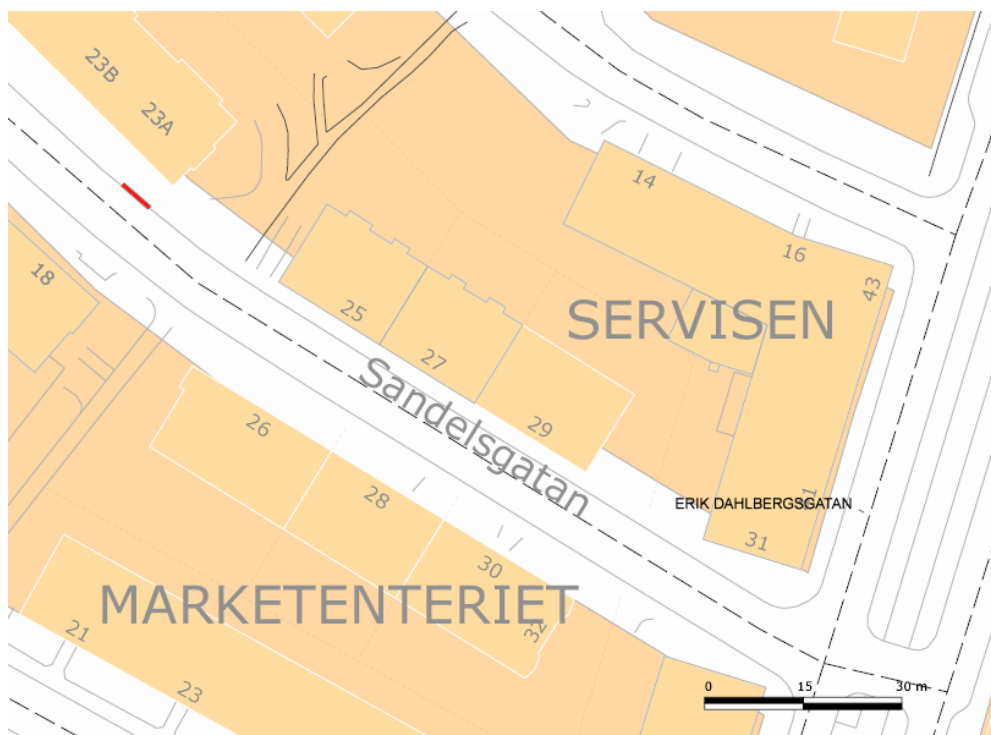 23B
23A
14
16
43
18
25
SERVISEN
27
Sandelsgatan
29
26
28
ERIK DAHLBERGSGATAN
31
30
MARKETENTERIET
32
21
23
0 15 30 m